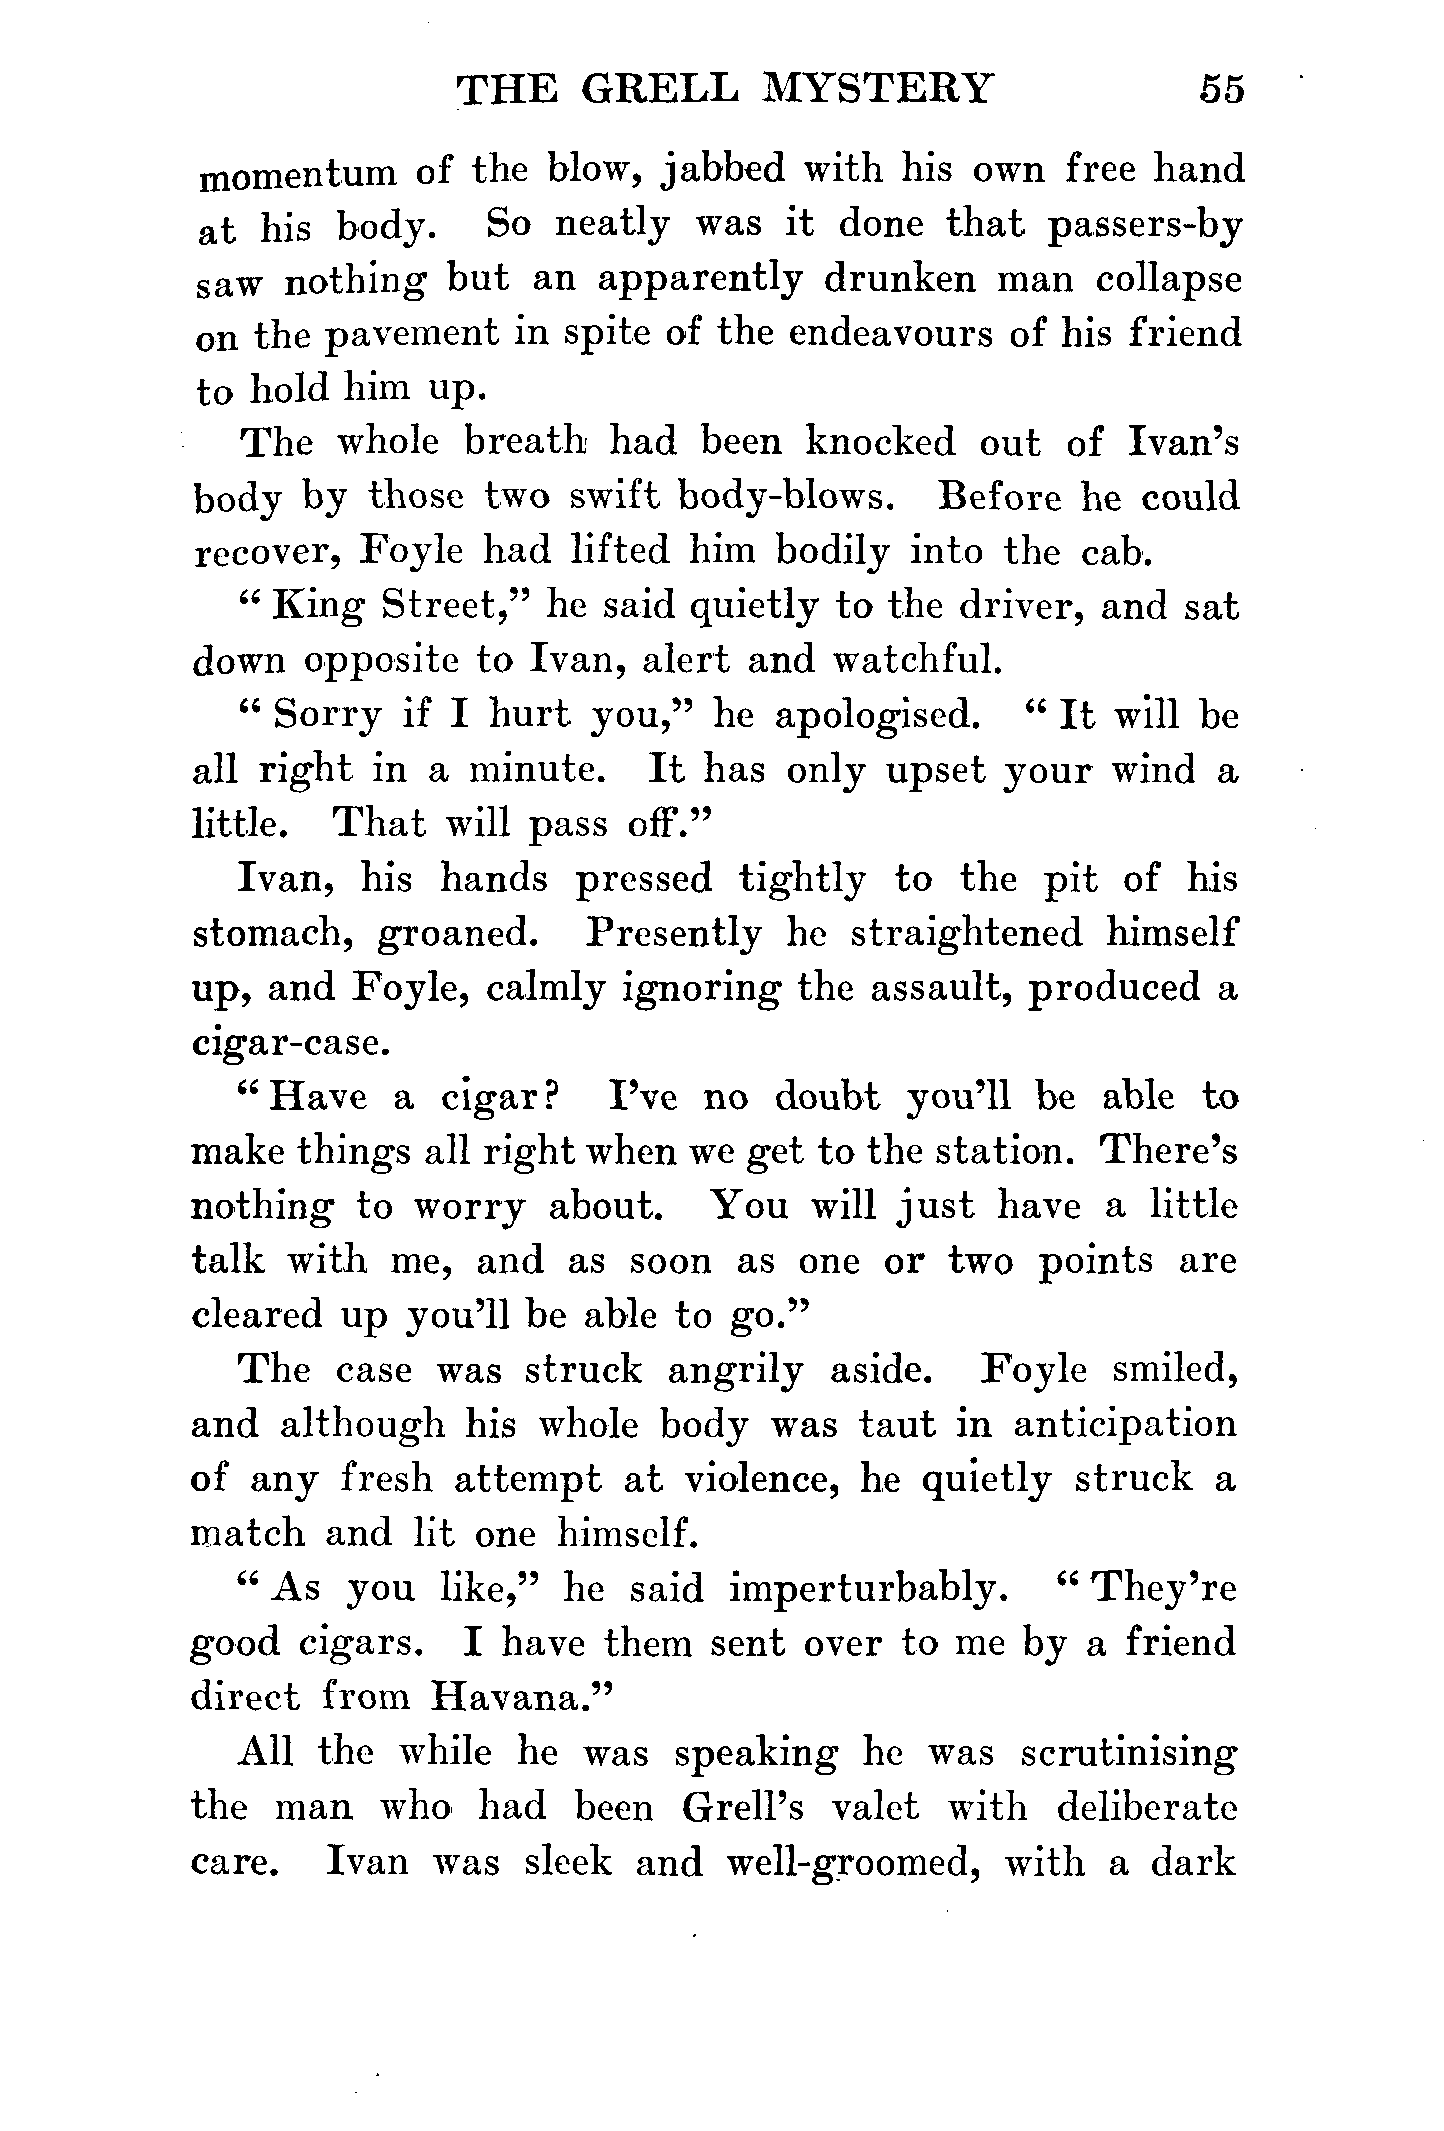 THE GRELL MYSTERY 55
momentum of the blow, jabbed with his own free hand
at his body. So neatly was it done that passers-by
saw nothing but an apparently drunken man collapse
on the pavement in spite of the endeavours of his friend
to hold him up.
The whole breath had been knocked out of Ivan's
body by those two swift body-blows. Before he could
recover, Foyle had lifted him bodily into the cab.
"King Street," he said quietly to the driver, and sat
down opposite to Ivan, alert and watchful.
"Sorry if I hurt you," he apologised. "It will be
all right in a minute. It has only upset your wind a
little. That will pass off."
Ivan, his hands pressed tightly to the pit of his
stomach, groaned. Presently he straightened himself
up, and Foyle, calmly ignoring the assault, produced a
cigar-case.
"Have a cigar? I've no doubt you'll be able to
make things all right when we get to the station. There's
nothing to worry about. You will just have a little
talk with me, and as soon as one or two points are
cleared up you'll be able to go."
The case was struck angrily aside. Foyle smiled,
and although his whole body was taut in anticipation
of any fresh attempt at violence, he quietly struck a
match and lit one himself.
"As you like," he said imperturbably. "They're
good cigars. I have them sent over to me by a friend
direct from Havana."
All the while he was speaking he was scrutinising
the man who had been Grell's valet with deliberate
care. Ivan was sleek and well-groomed, with a dark